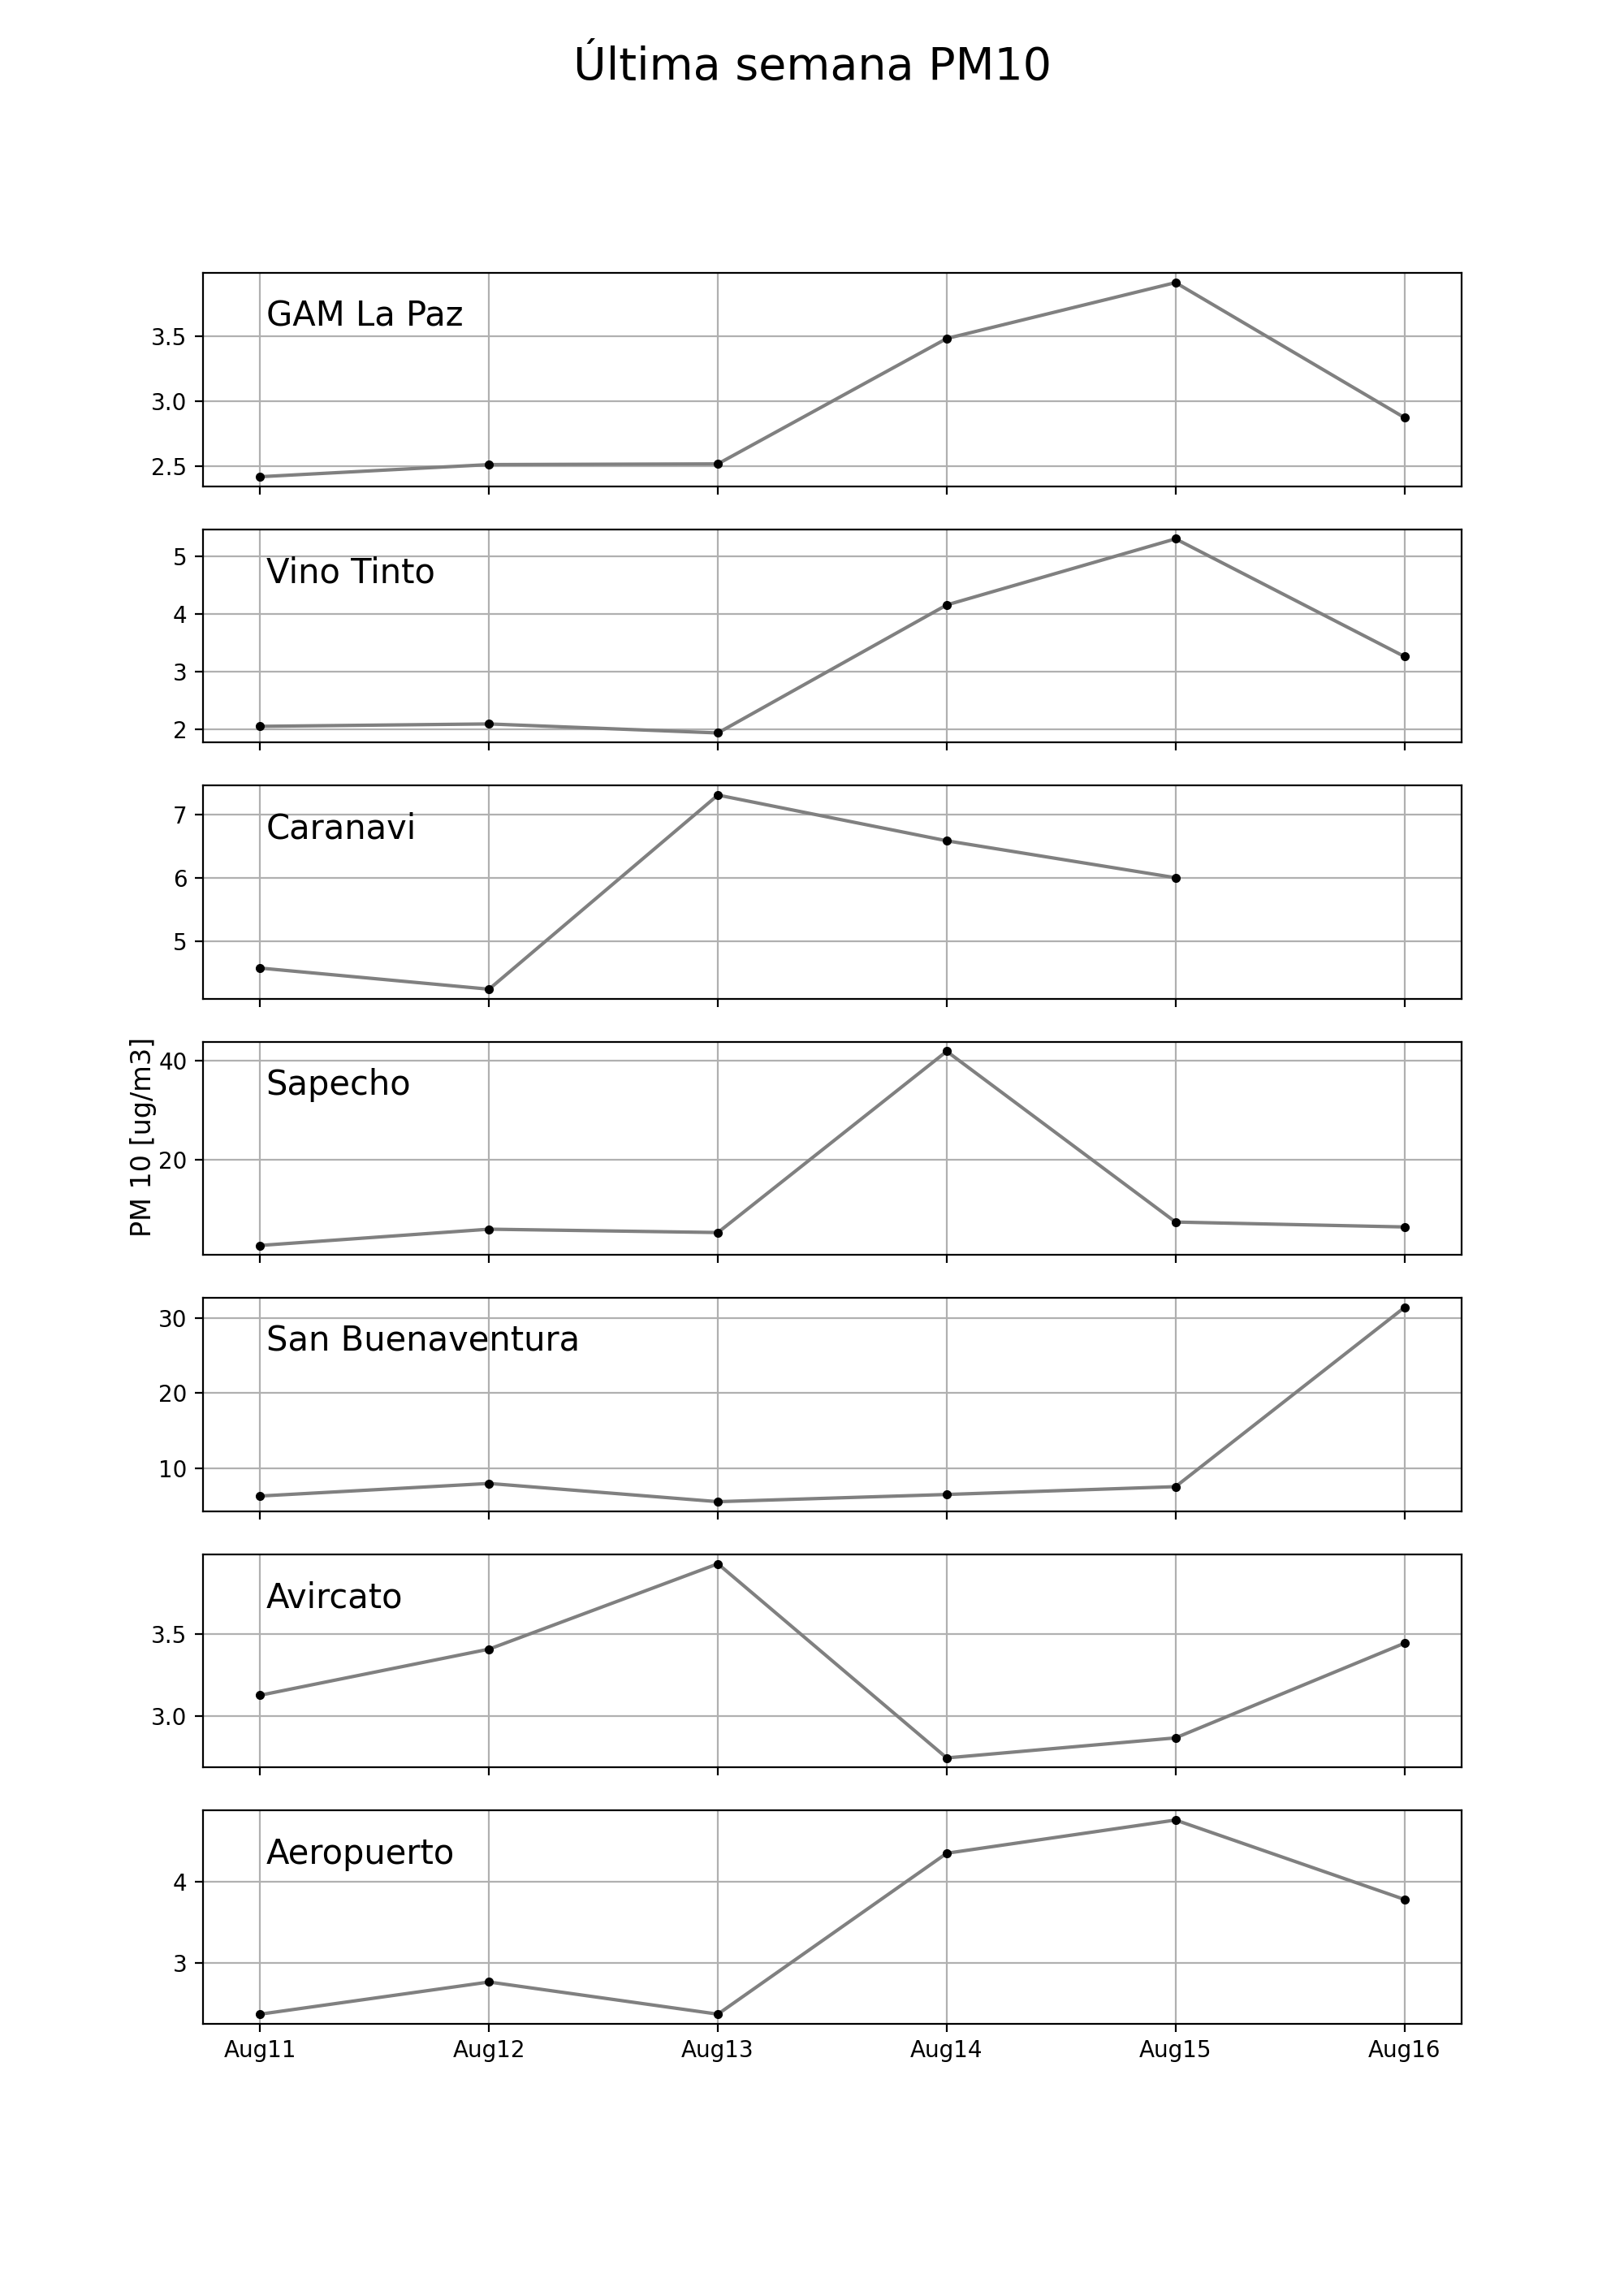 Última semana PM10
GAM La Paz
3.5
3.0
2.5
Vino Tinto
5
4
3
2
Caranavi
7
6
5
PM 10 [ug/m3]
Sapecho
40
20
San Buenaventura
30
20
10
Avircato
3.5
3.0
Aeropuerto
4
3
Aug11 Aug12 Aug13 Aug14 Aug15 Aug16